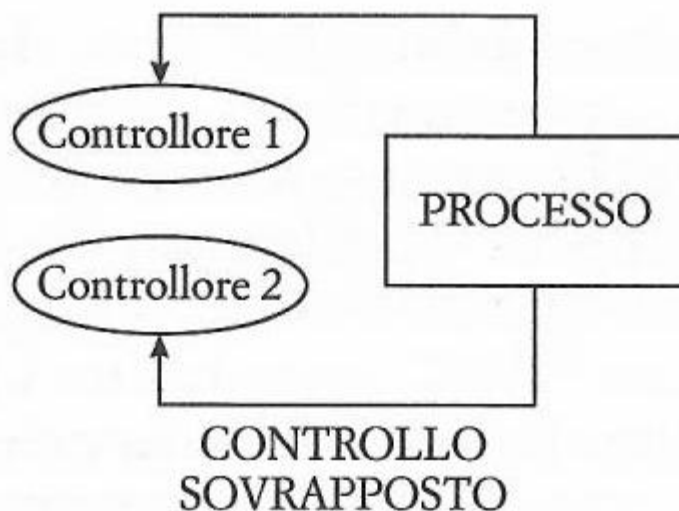 Controllore 1
PROCESSO
Controllore 2
CONTROLLO
SOVRAPPOSTO